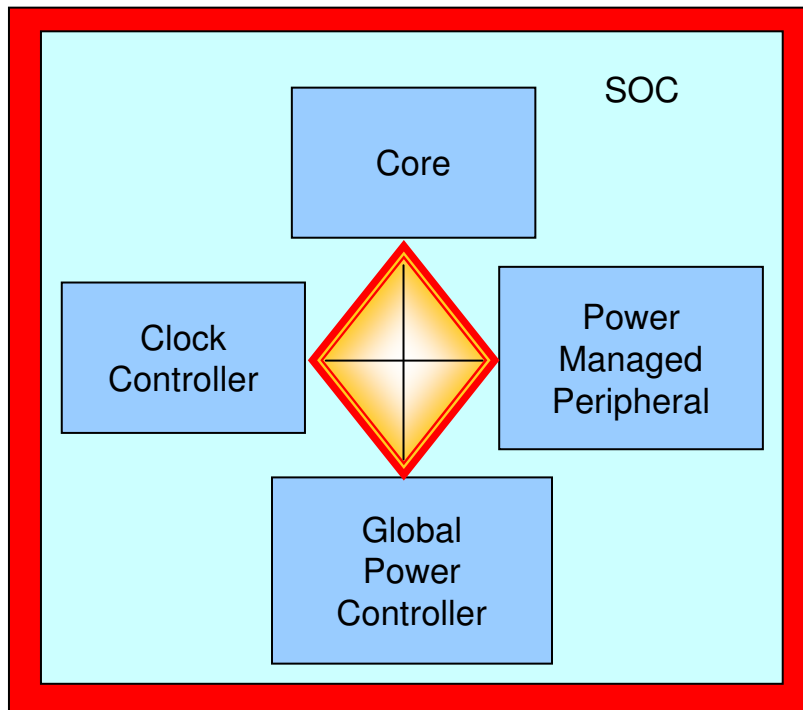 SOC
Core
Clock
Controller
Power
Managed
Peripheral
Global
Power
Controller